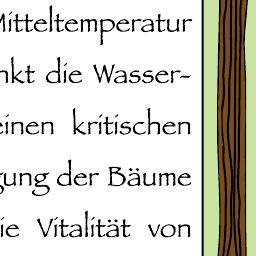 Mitteltemperatur
nkt die Wasser-
einen kritischen
gung der Bäume
ie Vitalität von